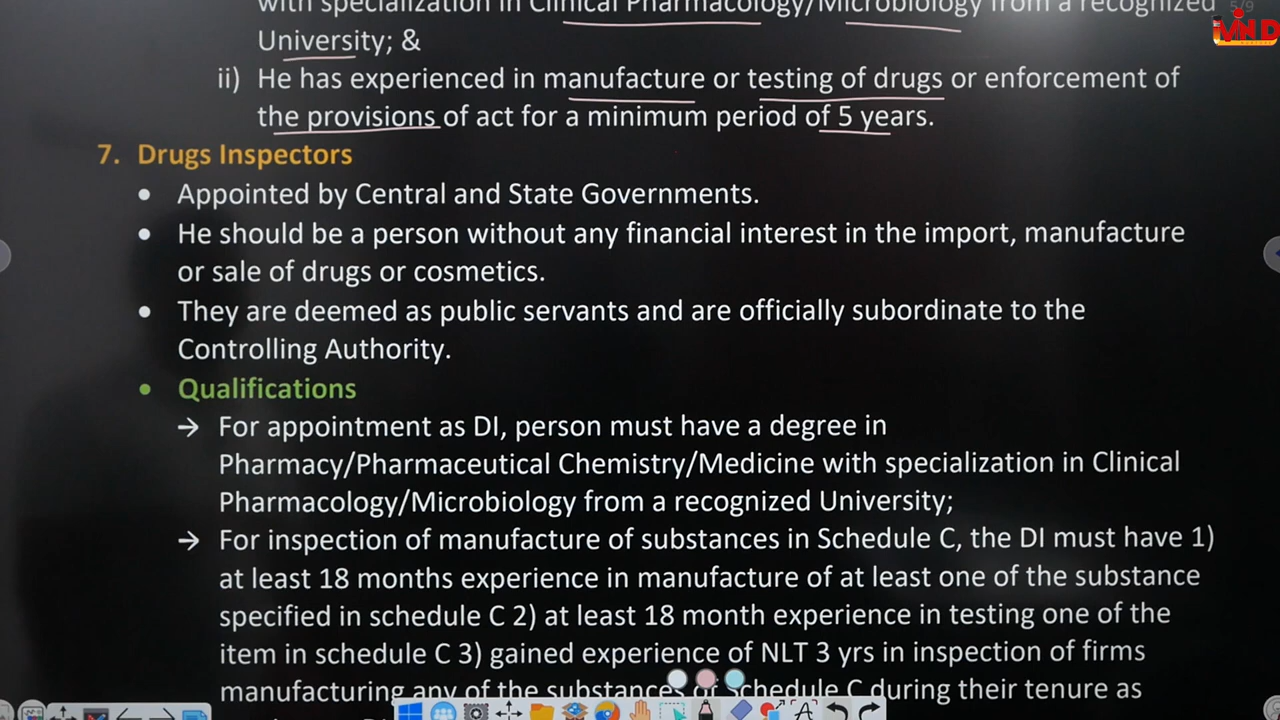 with specialization in Clinical Pharmacology/Microbiology from a recognized
5/9
University; &
ii) He has experienced in manufacture or testing of drugs or enforcement of
the provisions of act for a minimum period of 5 years.
7. Drugs Inspectors
• Appointed by Central and State Governments.
• He should be a person without any financial interest in the import, manufacture
or sale of drugs or cosmetics.
• They are deemed as public servants and are officially subordinate to the
Controlling Authority.
• Qualifications
→ For appointment as DI, person must have a degree in
Pharmacy/Pharmaceutical Chemistry/Medicine with specialization in Clinical
Pharmacology/Microbiology from a recognized University;
→ For inspection of manufacture of substances in Schedule C, the DI must have 1)
at least 18 months experience in manufacture of at least one of the substance
specified in schedule C 2) at least 18 month experience in testing one of the
item in schedule C 3) gained experience of NLT 3 yrs in inspection of firms
manufacturing any of the substances of Schedule C during their tenure as